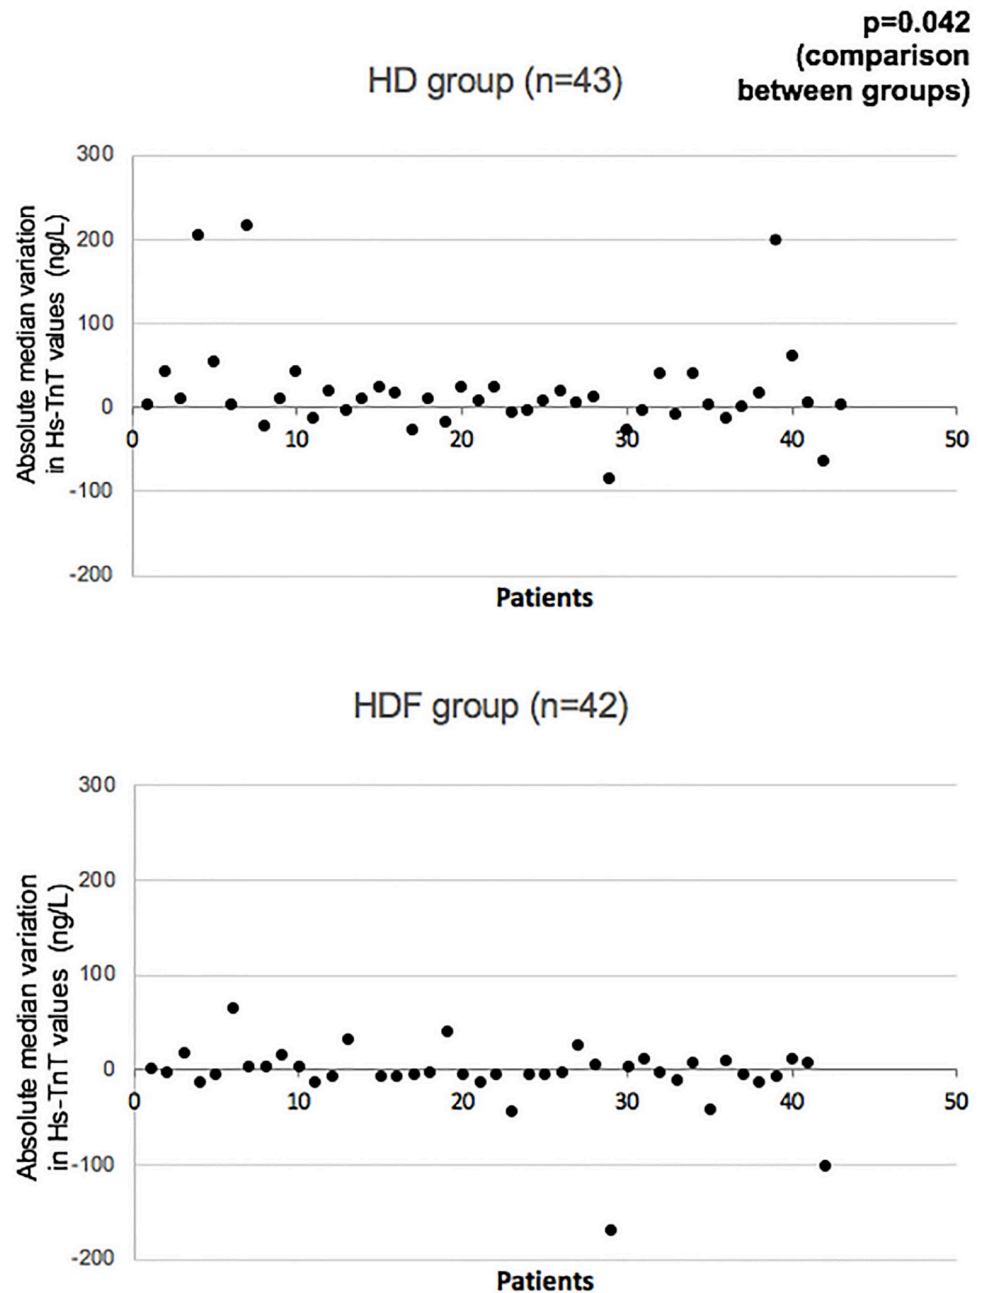 p=0.042
(comparison
between groups)
HD group (n=43)
Absolute median variation
in Hs-TnT values (ng/L)
300
200
100
0
-100
-200
0 10 20 30 40 50
Patients
HDF group (n=42)
Absolute median variation
in Hs-TnT values (ng/L)
300
200
100
0
-100
-200
0 10 20 30 40 50
Patients